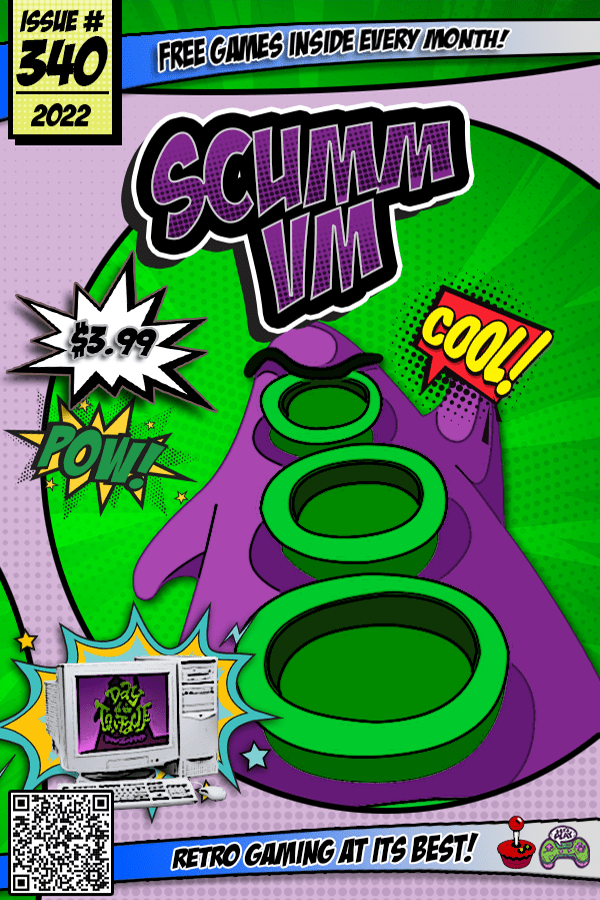 ISSUE #
340
2022
FREE GAMES INSIDE EVERY MONTH!
SCUMM
VM
$3.99
COOL!
POW!
Day
of the
Tentacle
RETRO GAMING AT ITS BEST!